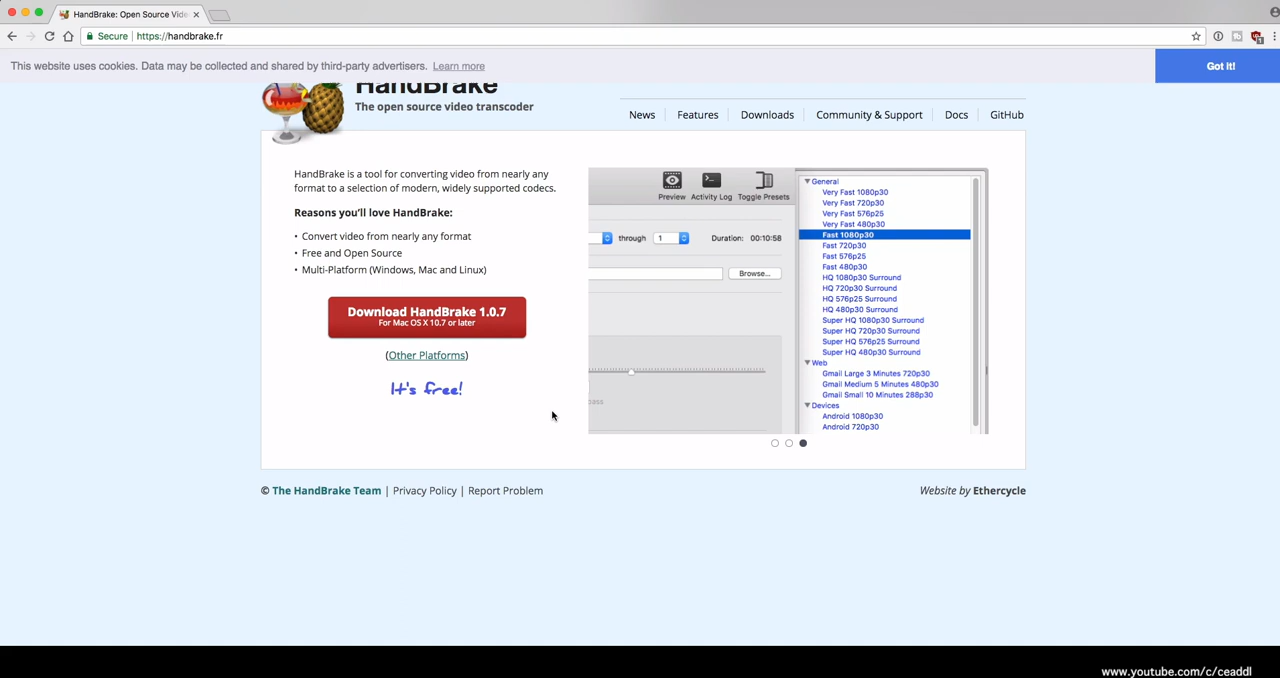 HandBrake: Open Source Vide
Secure | https://handbrake.fr
This website uses cookies. Data may be collected and shared by third-party advertisers. Learn more
Got It!
HandBrake
The open source video transcoder
News
Features
Downloads
Community & Support
Docs
GitHub
HandBrake is a tool for converting video from nearly any
format to a selection of modern, widely supported codecs.
Reasons you'll love HandBrake:
• Convert video from nearly any format
• Free and Open Source
• Multi-Platform (Windows, Mac and Linux)
Download HandBrake 1.0.7
For Mac OS X 10.7 or later
(Other Platforms)
It's free!
Preview
Activity Log
Toggle Presets
through
1
Duration:
00:10:58
Browse...
General
Very Fast 1080p30
Very Fast 720p30
Very Fast 576p25
Very Fast 480p30
Fast 1080p30
Fast 720p30
Fast 576p25
Fast 480p30
HQ 1080p30 Surround
HQ 720p30 Surround
HQ 576p25 Surround
HQ 480p30 Surround
Super HQ 1080p30 Surround
Super HQ 720p30 Surround
Super HQ 576p25 Surround
Super HQ 480p30 Surround
Web
Gmail Large 3 Minutes 720p30
Gmail Medium 5 Minutes 480p30
Gmail Small 10 Minutes 288p30
Devices
Android 1080p30
Android 720p30
© The HandBrake Team | Privacy Policy | Report Problem
Website by Ethercycle
www.youtube.com/c/ceaddl